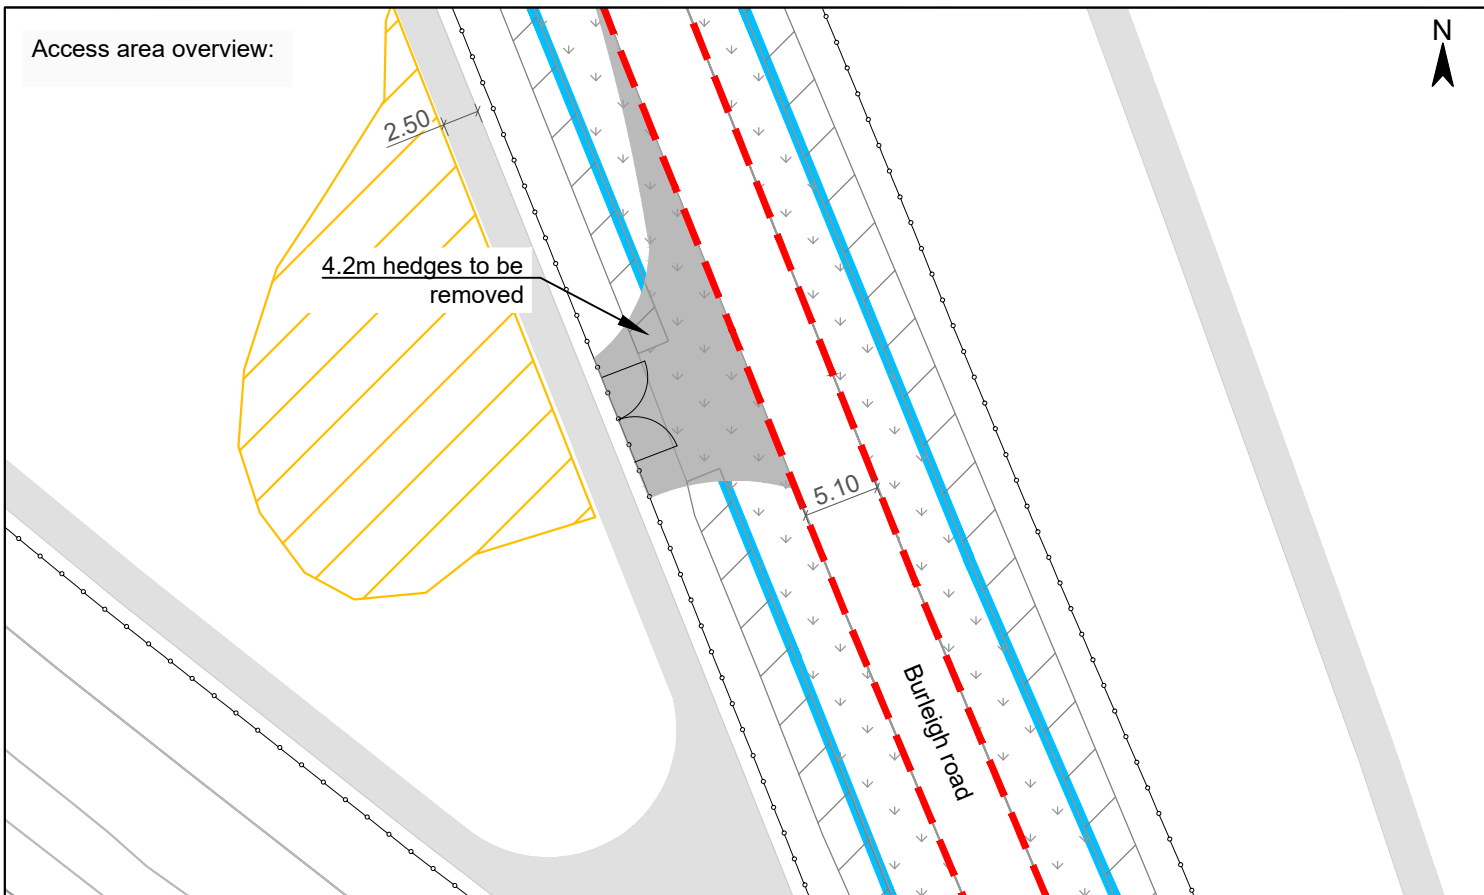 Access area overview:
N
2.50
4.2m hedges to be
removed
5.10
Burleigh road